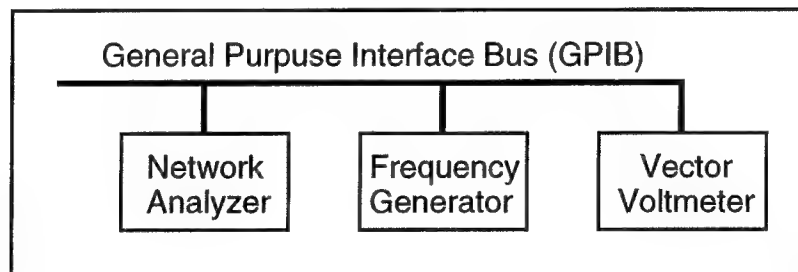 General Purpuse Interface Bus (GPIB)
Network
Analyzer
Frequency
Generator
Vector
Voltmeter